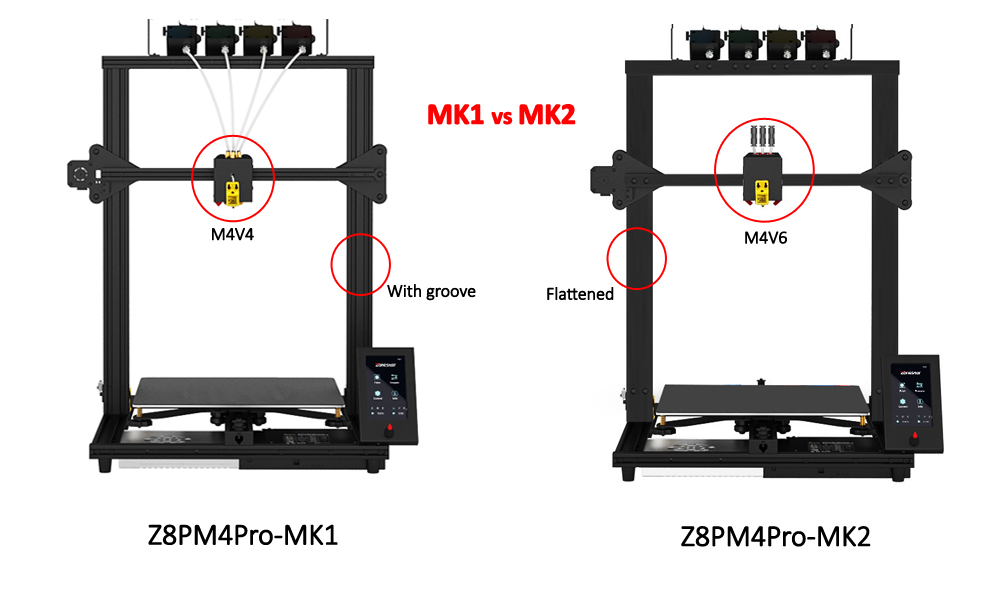 MK1 vs MK2
M4V4
M4V6
With groove
Flattened
Z8PM4Pro-MK1
Z8PM4Pro-MK2